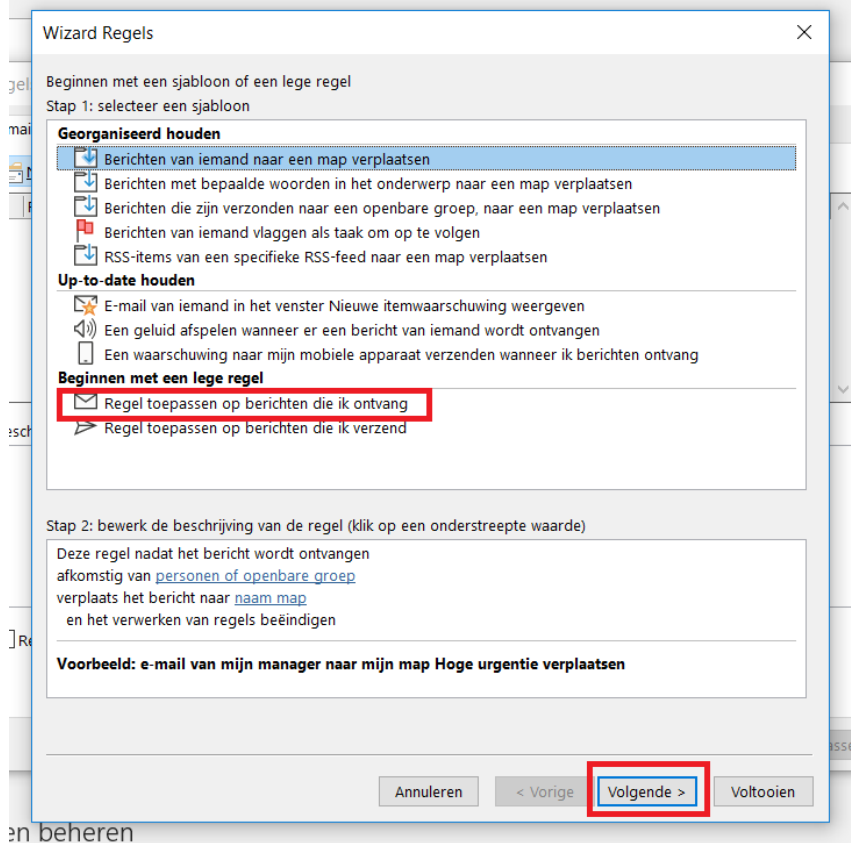 Wizard Regels
Beginnen met een sjabloon of een lege regel
Stap 1: selecteer een sjabloon
Georganiseerd houden
Berichten van iemand naar een map verplaatsen
Berichten met bepaalde woorden in het onderwerp naar een map verplaatsen
Berichten die zijn verzonden naar een openbare groep, naar een map verplaatsen
Berichten van iemand vlaggen als taak om op te volgen
RSS-items van een specifieke RSS-feed naar een map verplaatsen
Up-to-date houden
E-mail van iemand in het venster Nieuwe itemwaarschuwing weergeven
Een geluid afspelen wanneer er een bericht van iemand wordt ontvangen
Een waarschuwing naar mijn mobiele apparaat verzenden wanneer ik berichten ontvang
Beginnen met een lege regel
Regel toepassen op berichten die ik ontvang
Regel toepassen op berichten die ik verzend
Stap 2: bewerk de beschrijving van de regel (klik op een onderstreepte waarde)
Deze regel nadat het bericht wordt ontvangen
afkomstig van personen of openbare groep
verplaats het bericht naar naam map
en het verwerken van regels beëindigen
Voorbeeld: e-mail van mijn manager naar mijn map Hoge urgentie verplaatsen
Annuleren < Vorige Volgende > Voltooien
en beheren